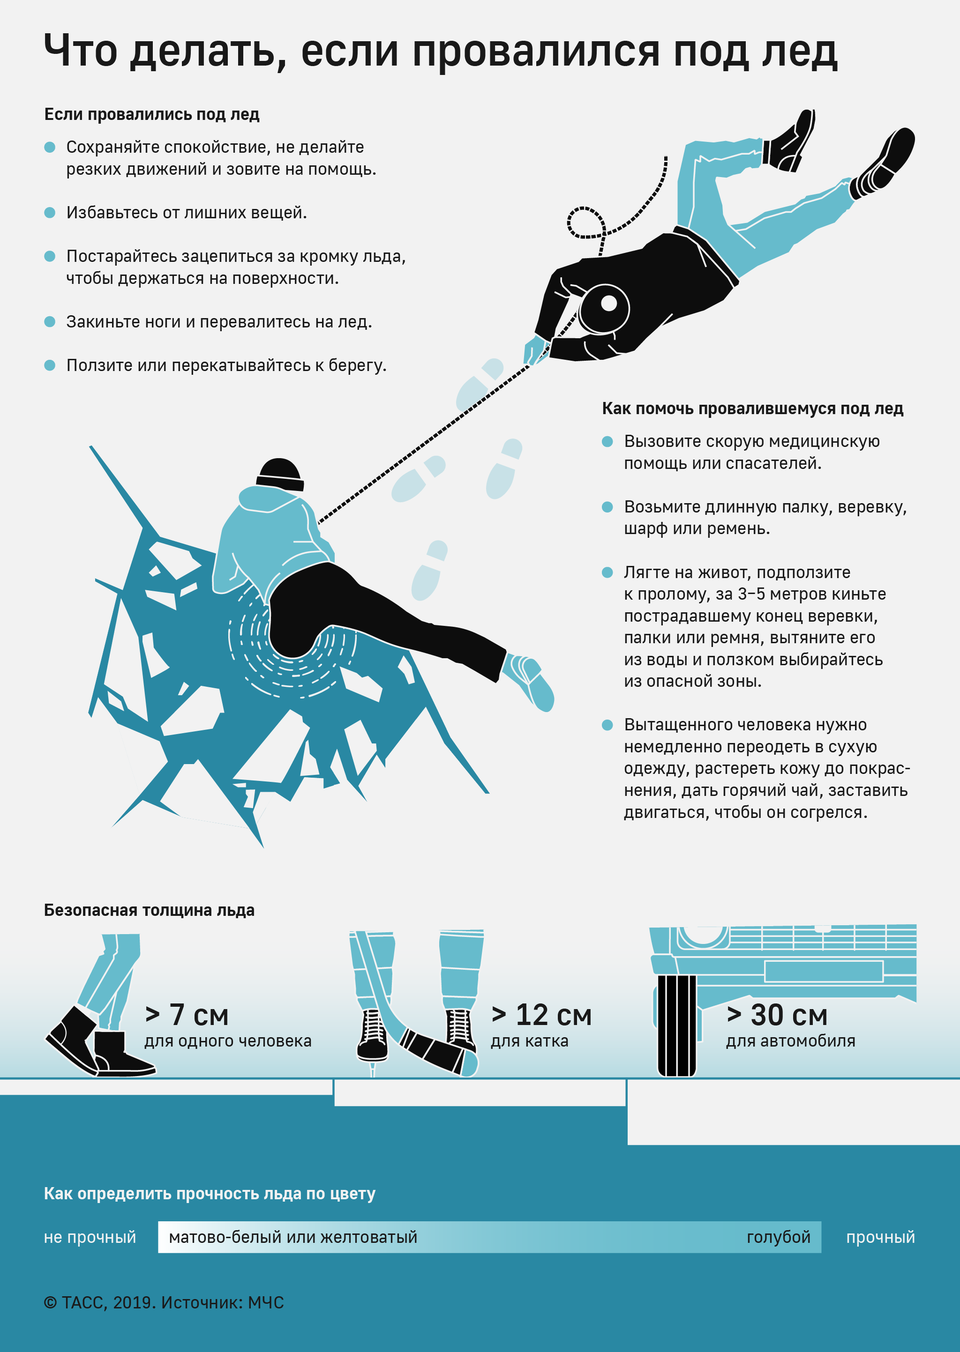 Что делать, если провалился под лед
Если провалились под лед
Сохраняйте спокойствие, не делайте
резких движений и зовите на помощь.
Избавьтесь от лишних вещей.
Постарайтесь зацепиться за кромку льда,
чтобы держаться на поверхности.
Закиньте ноги и перевалитесь на лед.
Ползите или перекатывайтесь к берегу.
Как помочь провалившемуся под лед
Вызовите скорую медицинскую
помощь или спасателей.
Возьмите длинную палку, веревку,
шарф или ремень.
Лягте на живот, подползите
к пролому, за 3–5 метров киньте
пострадавшему конец веревки,
палки или ремня, вытяните его
из воды и ползком выбирайтесь
из опасной зоны.
Вытащенного человека нужно
немедленно переодеть в сухую
одежду, растереть кожу до покрас-
нения, дать горячий чай, заставить
двигаться, чтобы он согрелся.
Безопасная толщина льда
> 7 см
для одного человека
> 12 см
для катка
> 30 см
для автомобиля
Как определить прочность льда по цвету
не прочный матово-белый или желтоватый голубой прочный
© ТАСС, 2019. Источник: МЧС